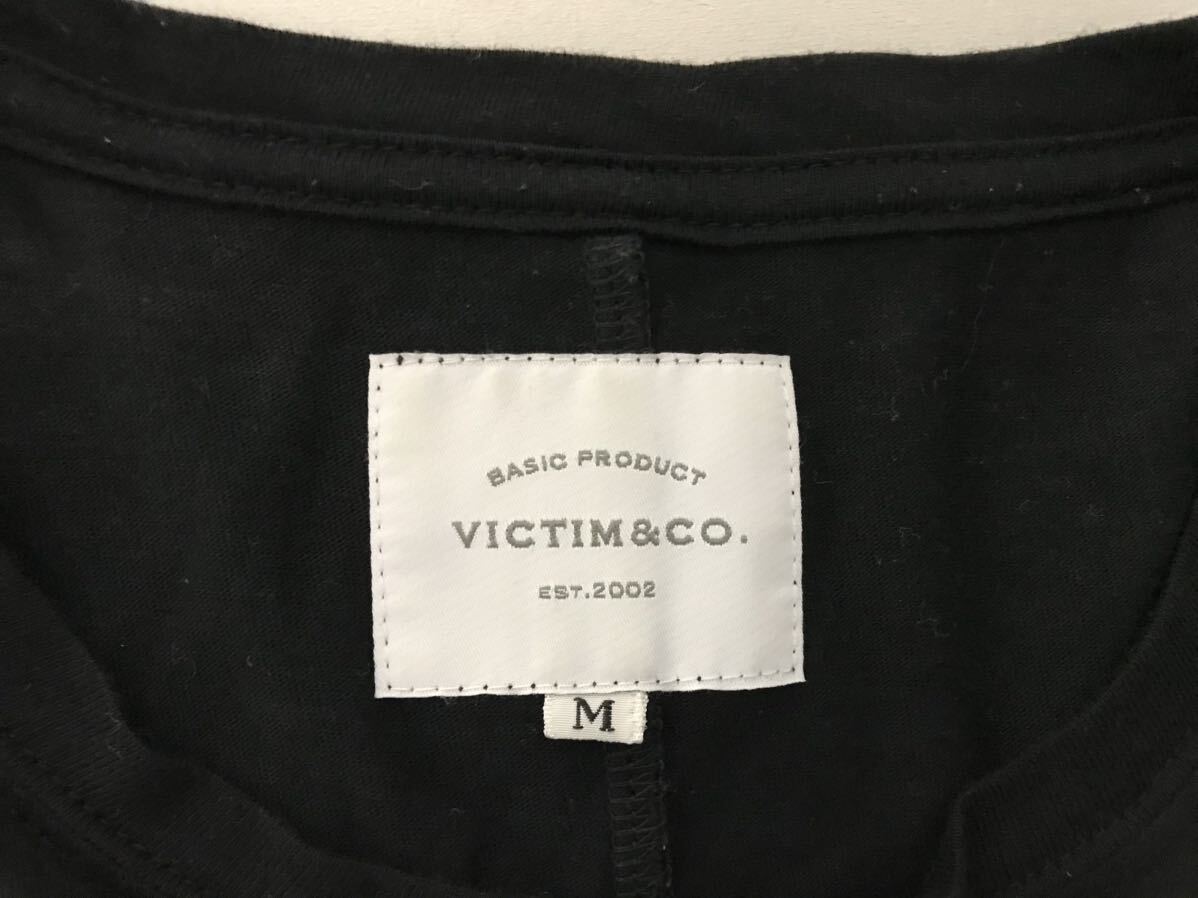 BASIC PRODUCT
VICTIM&CO.
EST.2002
M